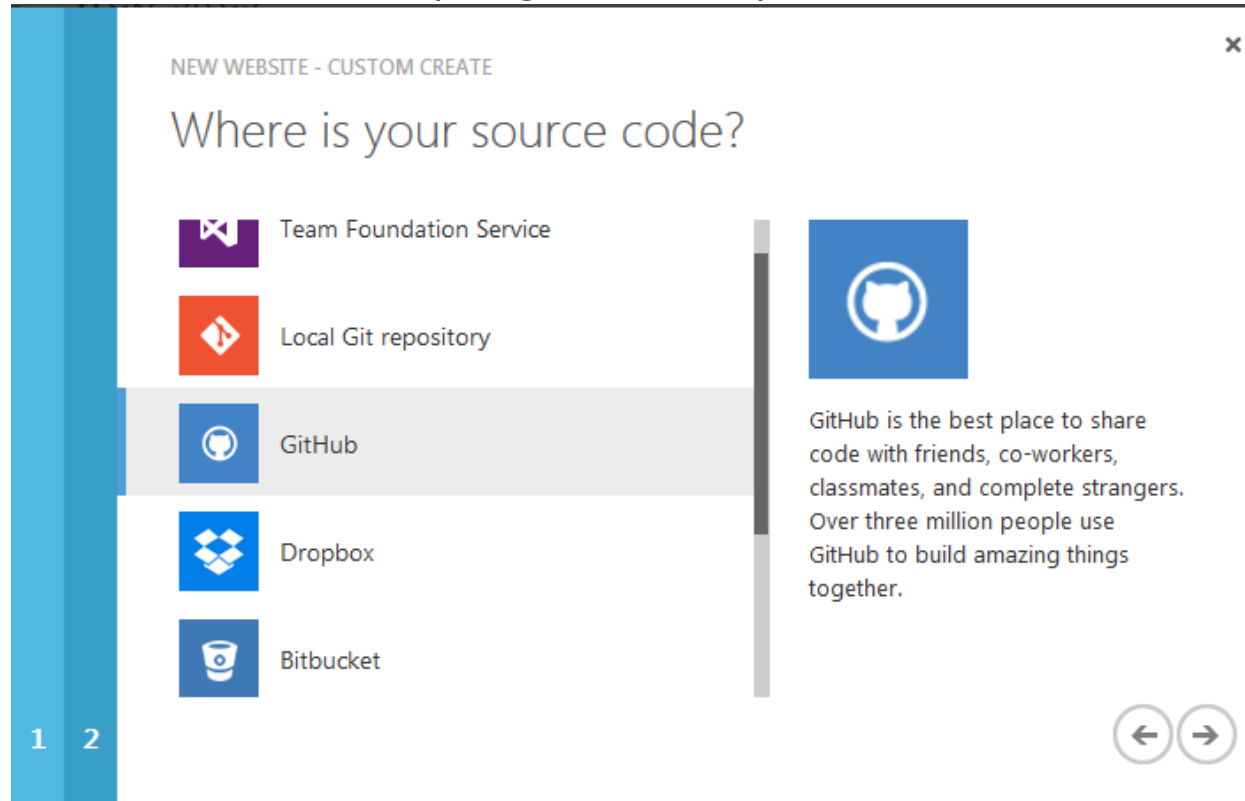 NEW WEBSITE - CUSTOM CREATE
Where is your source code?
Team Foundation Service
Local Git repository
GitHub
Dropbox
Bitbucket
GitHub is the best place to share
code with friends, co-workers,
classmates, and complete strangers.
Over three million people use
GitHub to build amazing things
together.
1 2